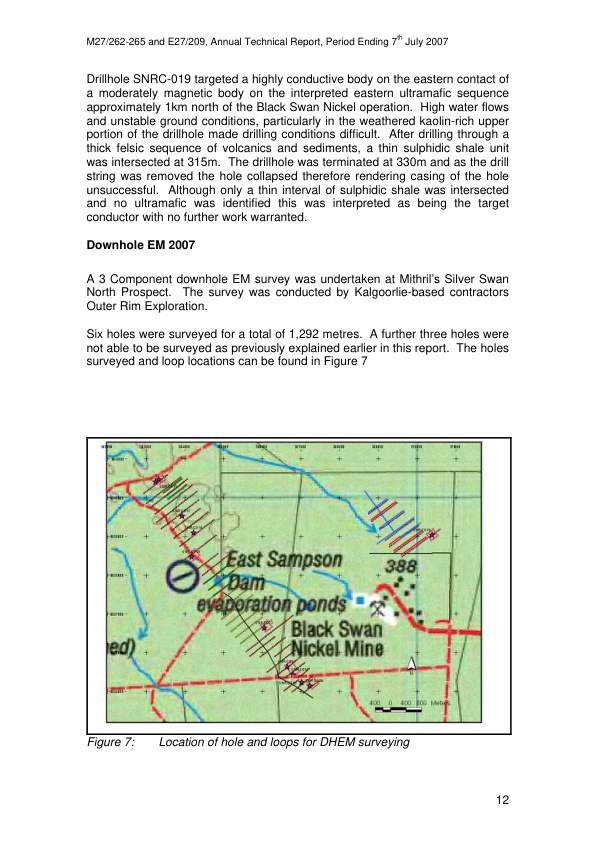 M27/262-265 and E27/209, Annual Technical Report, Period Ending 7th July 2007
Drillhole SNRC-019 targeted a highly conductive body on the eastern contact of
a moderately magnetic body on the interpreted eastern ultramafic sequence
approximately 1km north of the Black Swan Nickel operation. High water flows
and unstable ground conditions, particularly in the weathered kaolin-rich upper
portion of the drillhole made drilling conditions difficult. After drilling through a
thick felsic sequence of volcanics and sediments, a thin sulphidic shale unit
was intersected at 315m. The drillhole was terminated at 330m and as the drill
string was removed the hole collapsed therefore rendering casing of the hole
unsuccessful. Although only a thin interval of sulphidic shale was intersected
and no ultramafic was identified this was interpreted as being the target
conductor with no further work warranted.
Downhole EM 2007
A 3 Component downhole EM survey was undertaken at Mithril's Silver Swan
North Prospect. The survey was conducted by Kalgoorlie-based contractors
Outer Rim Exploration.
Six holes were surveyed for a total of 1,292 metres. A further three holes were
not able to be surveyed as previously explained earlier in this report. The holes
surveyed and loop locations can be found in Figure 7
East Sampson
Dam
evaporation ponds
388
Black Swan
Nickel Mine
ed)
400 0 400 800 Meters
Figure 7: Location of hole and loops for DHEM surveying
12